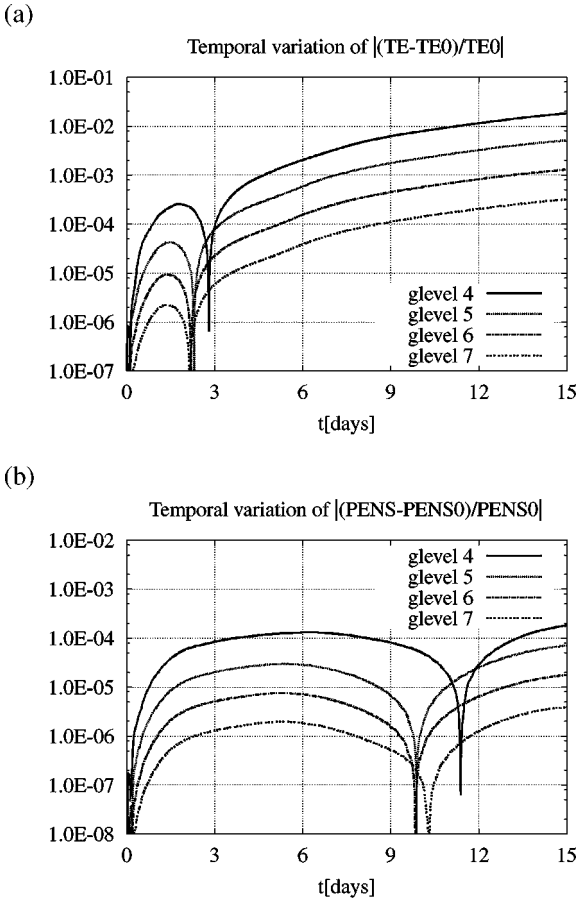 (a)
Temporal variation of |(TE-TE0)/TE0|
1.0E-01
1.0E-02
1.0E-03
1.0E-04
1.0E-05
1.0E-06
1.0E-07
glevel 4
glevel 5
glevel 6
glevel 7
0 3 6 9 12 15
t[days]
(b)
Temporal variation of |(PENS-PENS0)/PENS0|
1.0E-02
1.0E-03
1.0E-04
1.0E-05
1.0E-06
1.0E-07
1.0E-08
glevel 4
glevel 5
glevel 6
glevel 7
0 3 6 9 12 15
t[days]